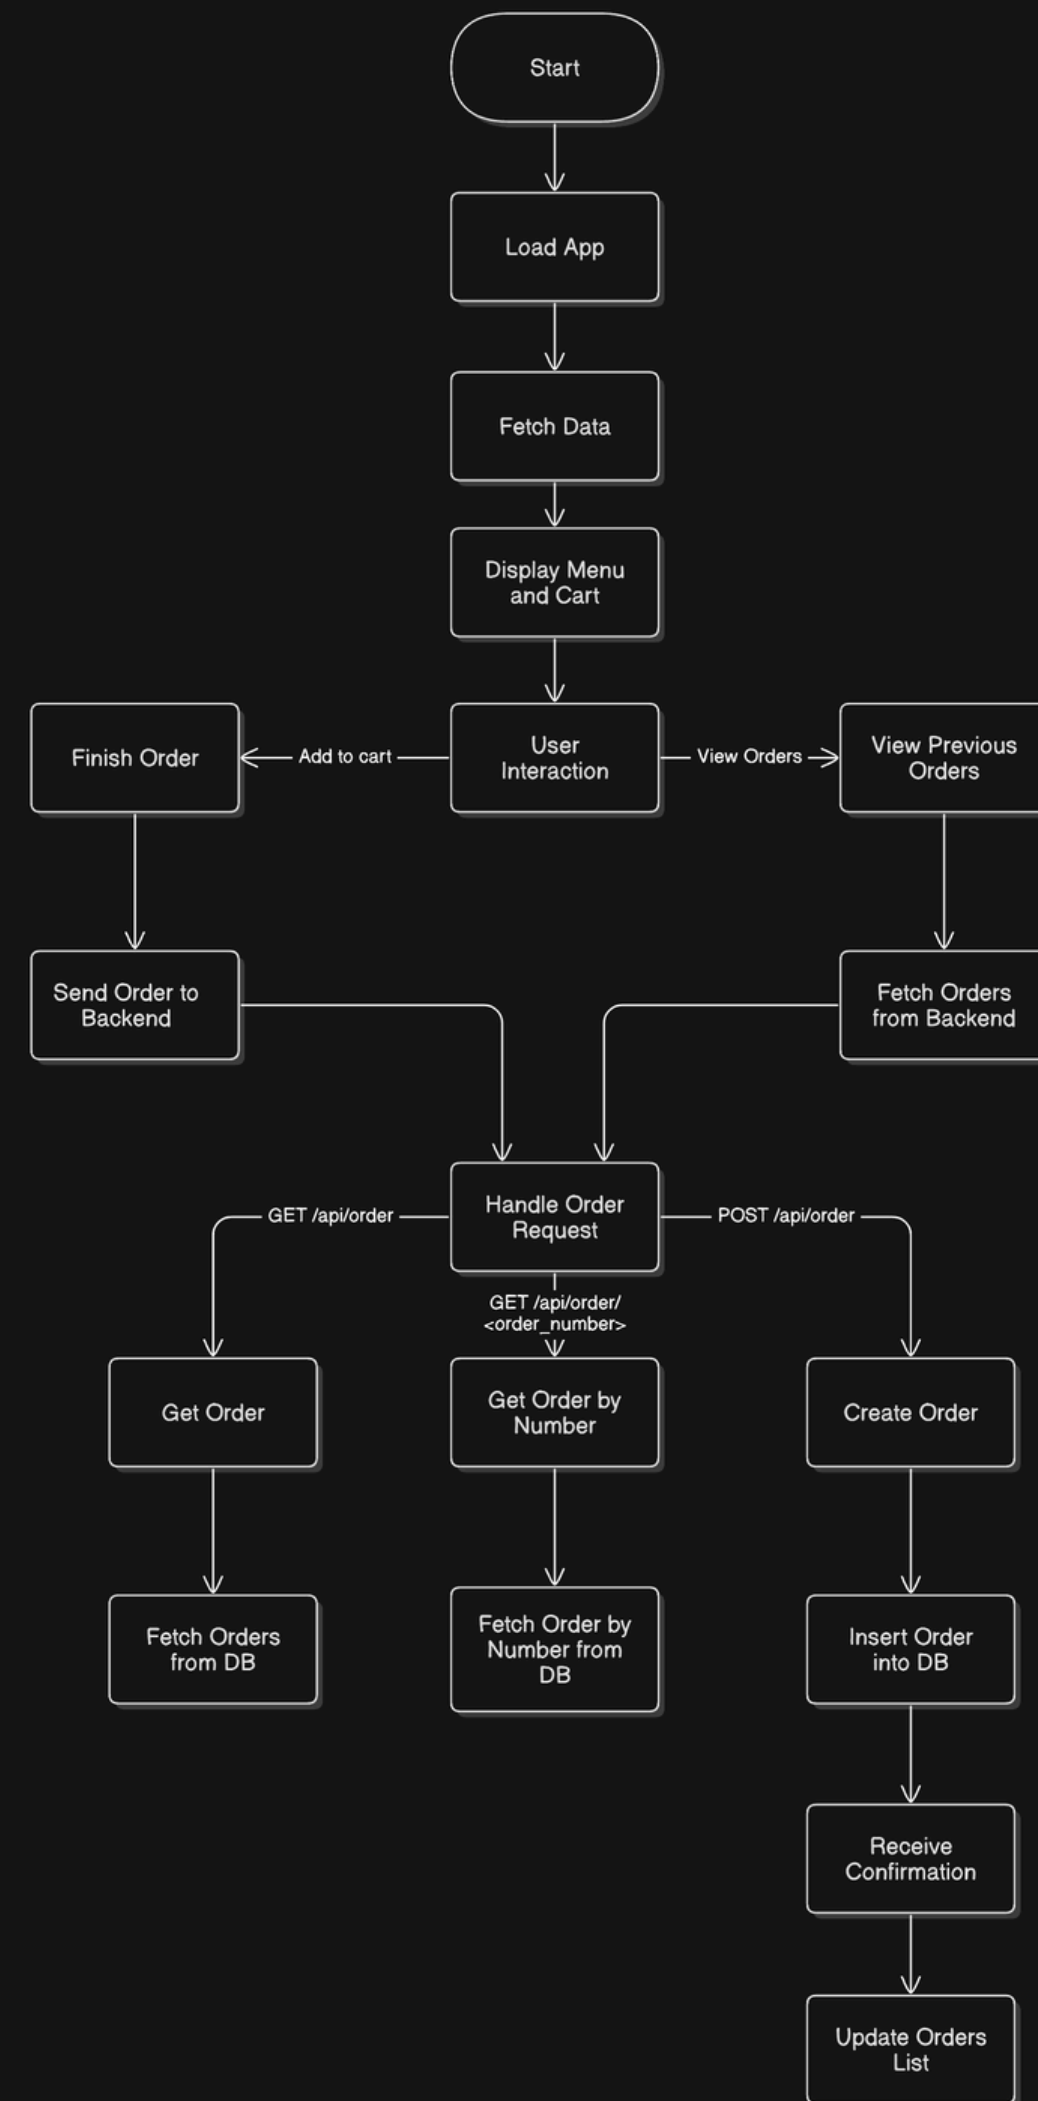 Start
Load App
Fetch Data
Display Menu
and Cart
Finish Order
Add to cart
User
Interaction
View Orders
View Previous
Orders
Send Order to
Backend
Fetch Orders
from Backend
Handle Order
Request
GET /api/order
POST /api/order
GET /api/order/
<order_number>
Get Order
Get Order by
Number
Create Order
Fetch Orders
from DB
Fetch Order by
Number from
DB
Insert Order
into DB
Receive
Confirmation
Update Orders
List